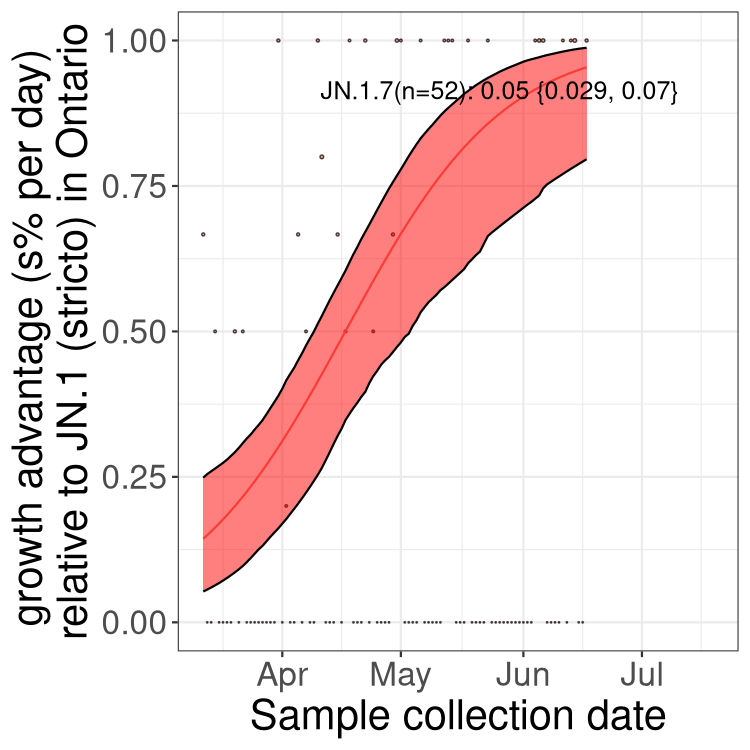 growth advantage (s% per day)
relative to JN.1 (stricto) in Ontario
1.00
0.75
0.50
0.25
0.00
JN.1.7(n=52): 0.05 {0.029, 0.07}
Apr May Jun Jul
Sample collection date